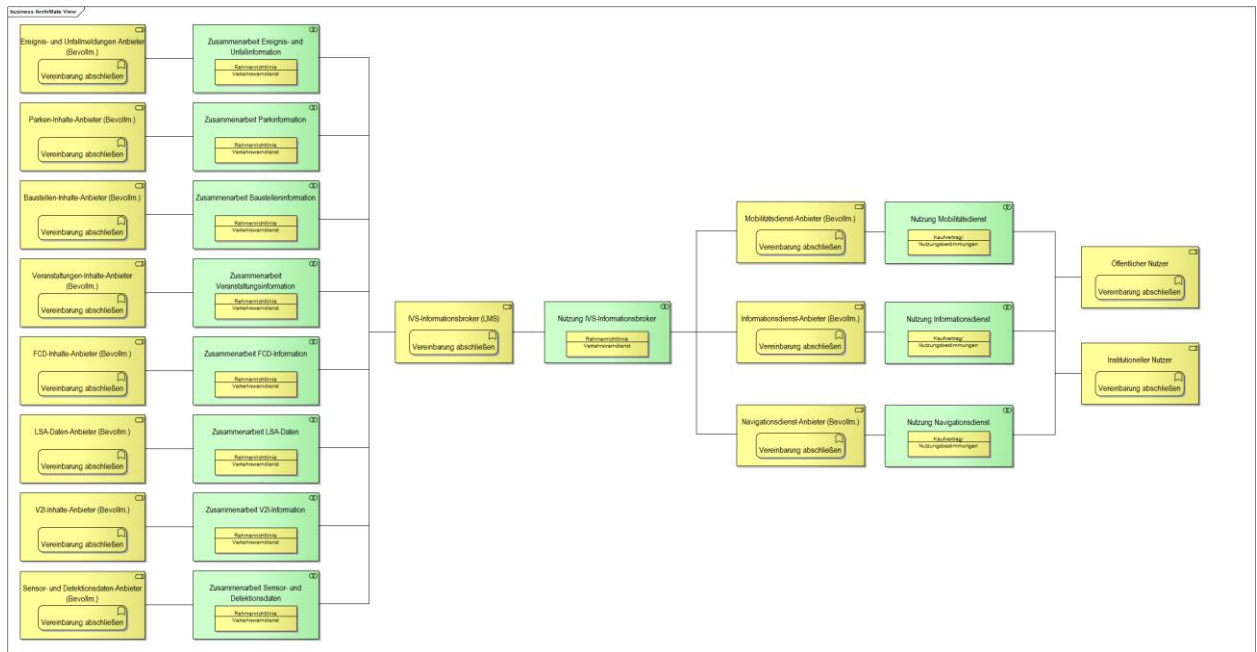 business ArchiMate View
Ereignis- und Unfallmeldungen Anbieter
(Bevollm.)
Vereinbarung abschließen
Zusammenarbeit Ereignis- und
Unfallinformation
Rahmenrichtlinie
Verkehrswarndienst
Parken-Inhalte-Anbieter (Bevollm.)
Vereinbarung abschließen
Zusammenarbeit Parkinformation
Rahmenrichtlinie
Verkehrswarndienst
Baustellen-Inhalte-Anbieter (Bevollm.)
Vereinbarung abschließen
Zusammenarbeit Baustelleninformation
Rahmenrichtlinie
Verkehrswarndienst
Veranstaltungen-Inhalte-Anbieter
(Bevollm.)
Vereinbarung abschließen
Zusammenarbeit
Veranstaltungsinformation
Rahmenrichtlinie
Verkehrswarndienst
FCD-Inhalte-Anbieter (Bevollm.)
Vereinbarung abschließen
Zusammenarbeit FCD-Information
Rahmenrichtlinie
Verkehrswarndienst
LSA-Daten-Anbieter (Bevollm.)
Vereinbarung abschließen
Zusammenarbeit LSA-Daten
Rahmenrichtlinie
Verkehrswarndienst
V2I-Inhalte-Anbieter (Bevollm.)
Vereinbarung abschließen
Zusammenarbeit V2I-Information
Rahmenrichtlinie
Verkehrswarndienst
Sensor- und Detektionsdaten-Anbieter
(Bevollm.)
Vereinbarung abschließen
Zusammenarbeit Sensor- und
Detektionsdaten
Rahmenrichtlinie
Verkehrswarndienst
IVS-Informationsbroker (LMS)
Vereinbarung abschließen
Nutzung IVS-Informationsbroker
Rahmenrichtlinie
Verkehrswarndienst
Mobilitätsdienst-Anbieter (Bevollm.)
Vereinbarung abschließen
Nutzung Mobilitätsdienst
Kaufvertrag/
Nutzungsbestimmungen
Informationsdienst-Anbieter (Bevollm.)
Vereinbarung abschließen
Nutzung Informationsdienst
Kaufvertrag/
Nutzungsbestimmungen
Navigationsdienst-Anbieter (Bevollm.)
Vereinbarung abschließen
Nutzung Navigationsdienst
Kaufvertrag/
Nutzungsbestimmungen
Öffentlicher Nutzer
Vereinbarung abschließen
Institutioneller Nutzer
Vereinbarung abschließen